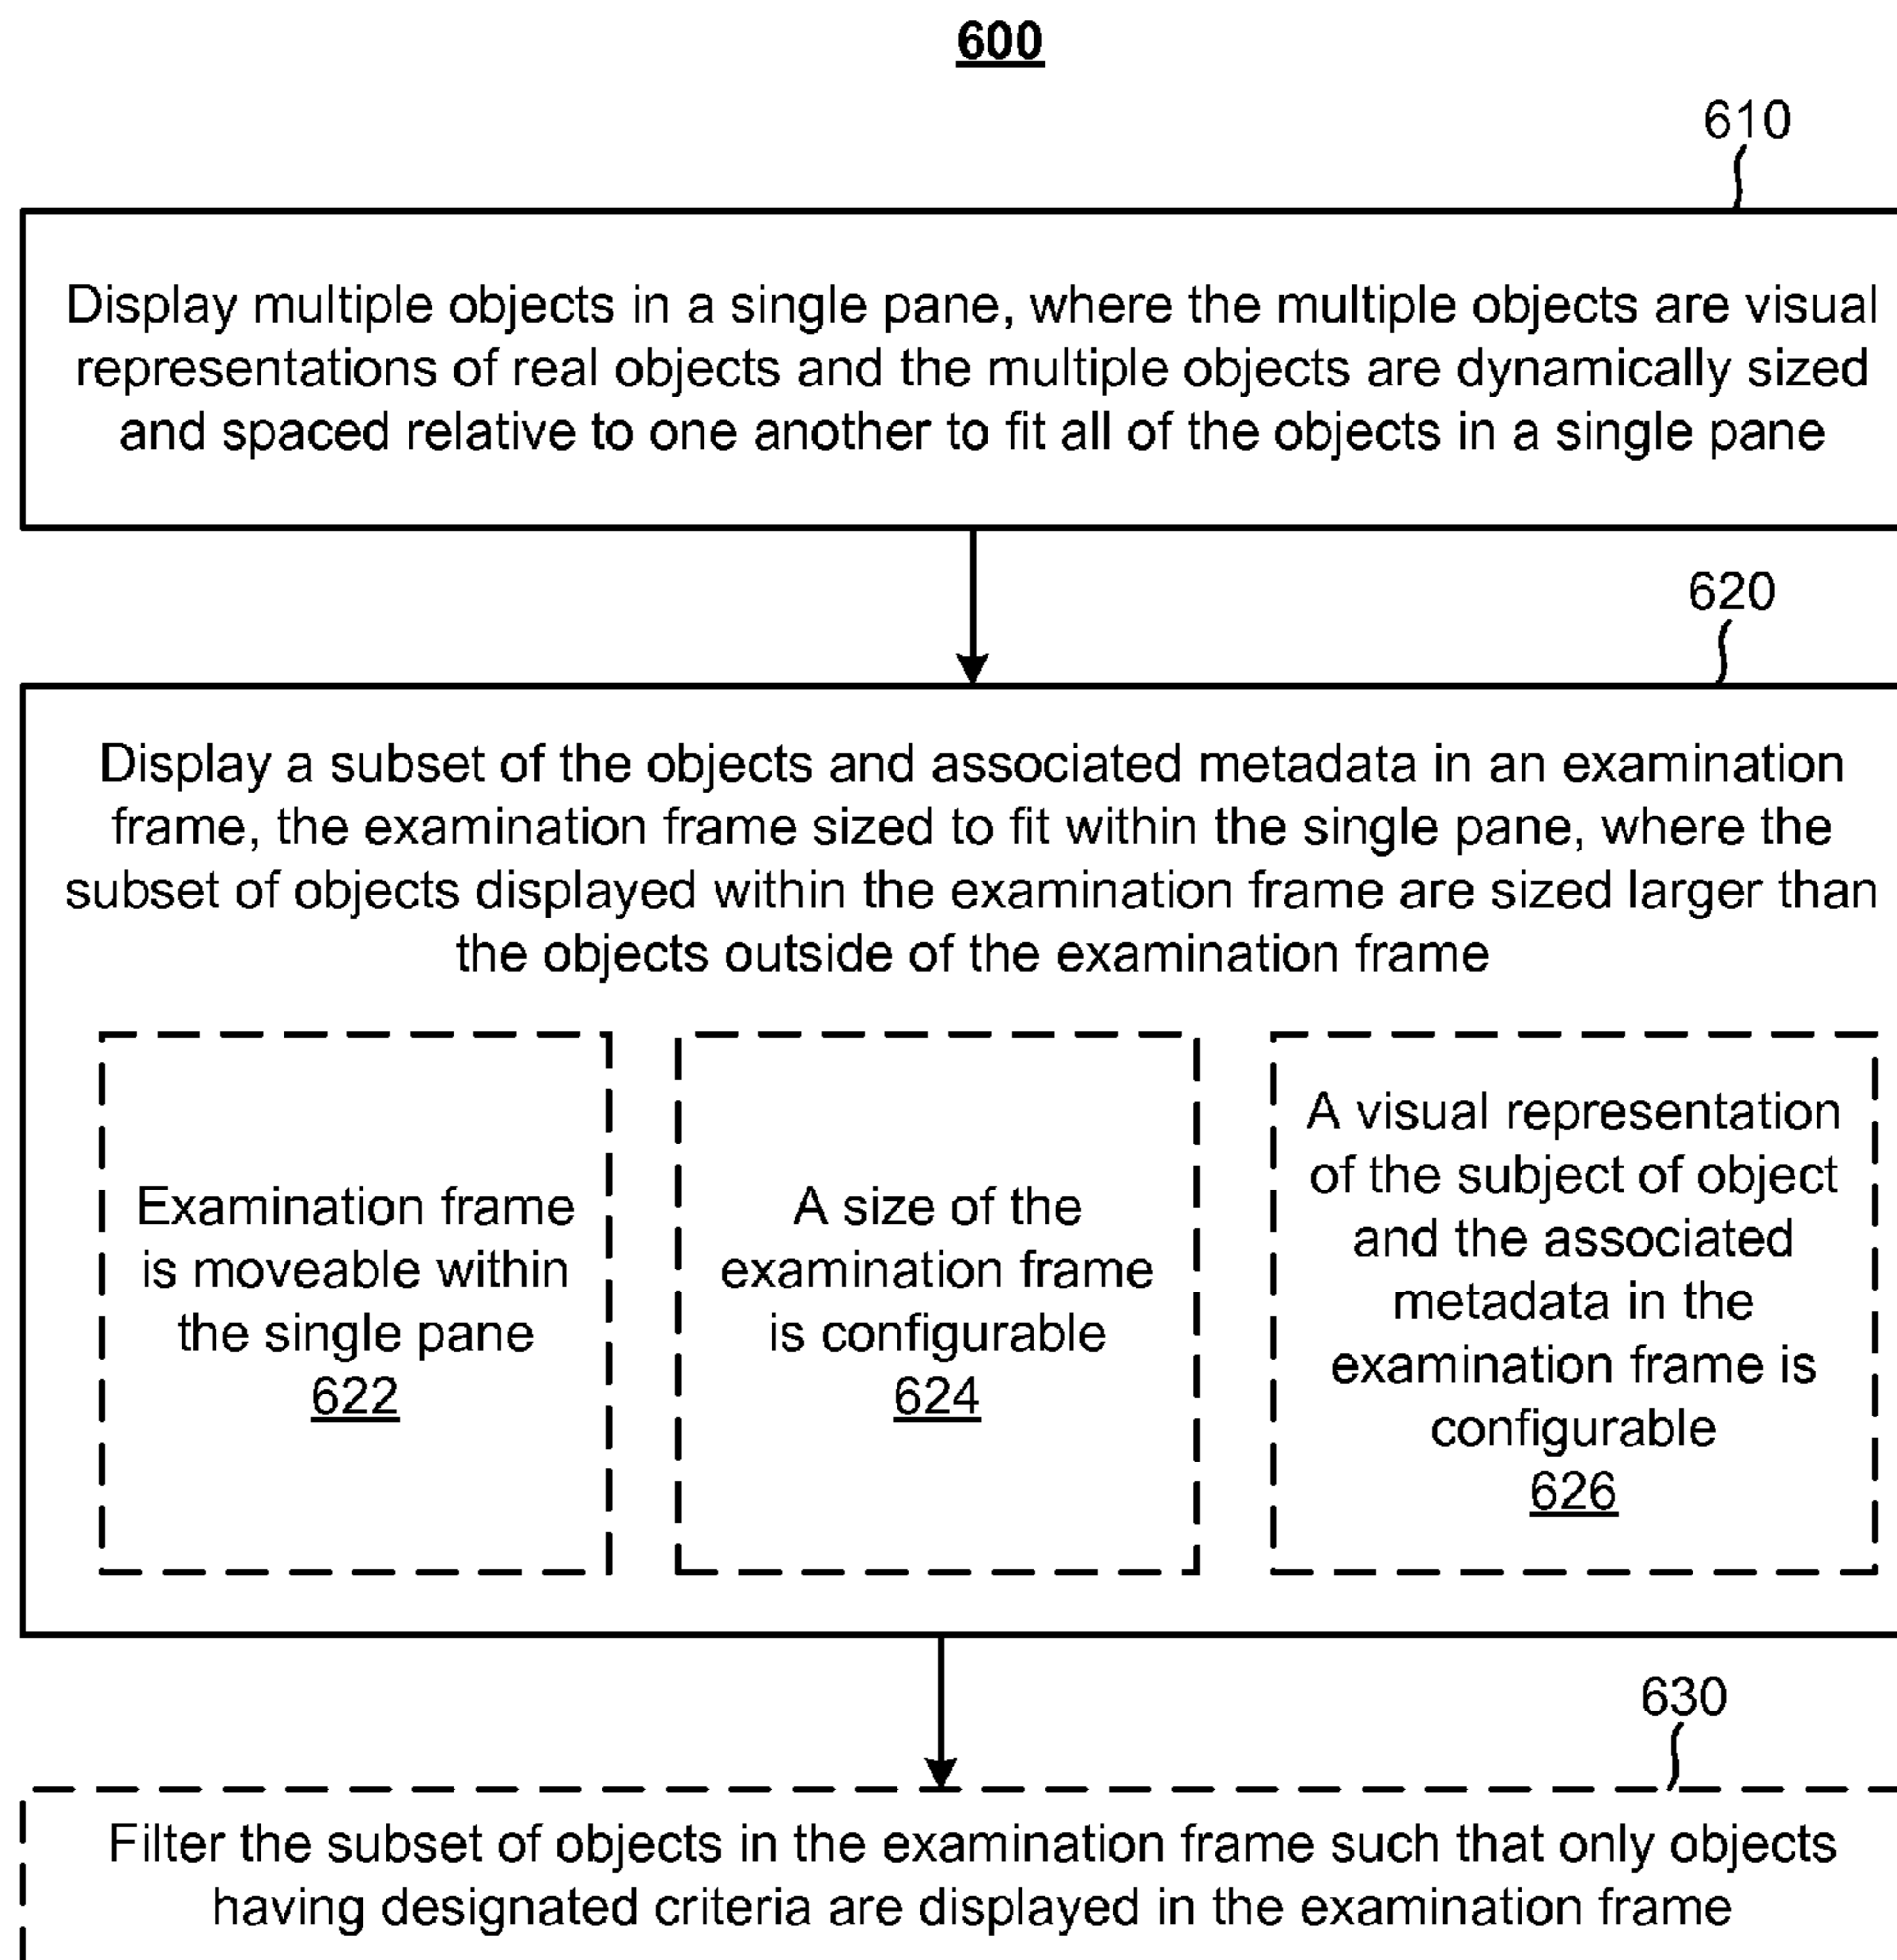 600
610
Display multiple objects in a single pane, where the multiple objects are visual
representations of real objects and the multiple objects are dynamically sized
and spaced relative to one another to fit all of the objects in a single pane
620
Display a subset of the objects and associated metadata in an examination
frame, the examination frame sized to fit within the single pane, where the
subset of objects displayed within the examination frame are sized larger than
the objects outside of the examination frame
Examination frame
is moveable within
the single pane
622
A size of the
examination frame
is configurable
624
A visual representation
of the subject of object
and the associated
metadata in the
examination frame is
configurable
626
630
Filter the subset of objects in the examination frame such that only objects
having designated criteria are displayed in the examination frame